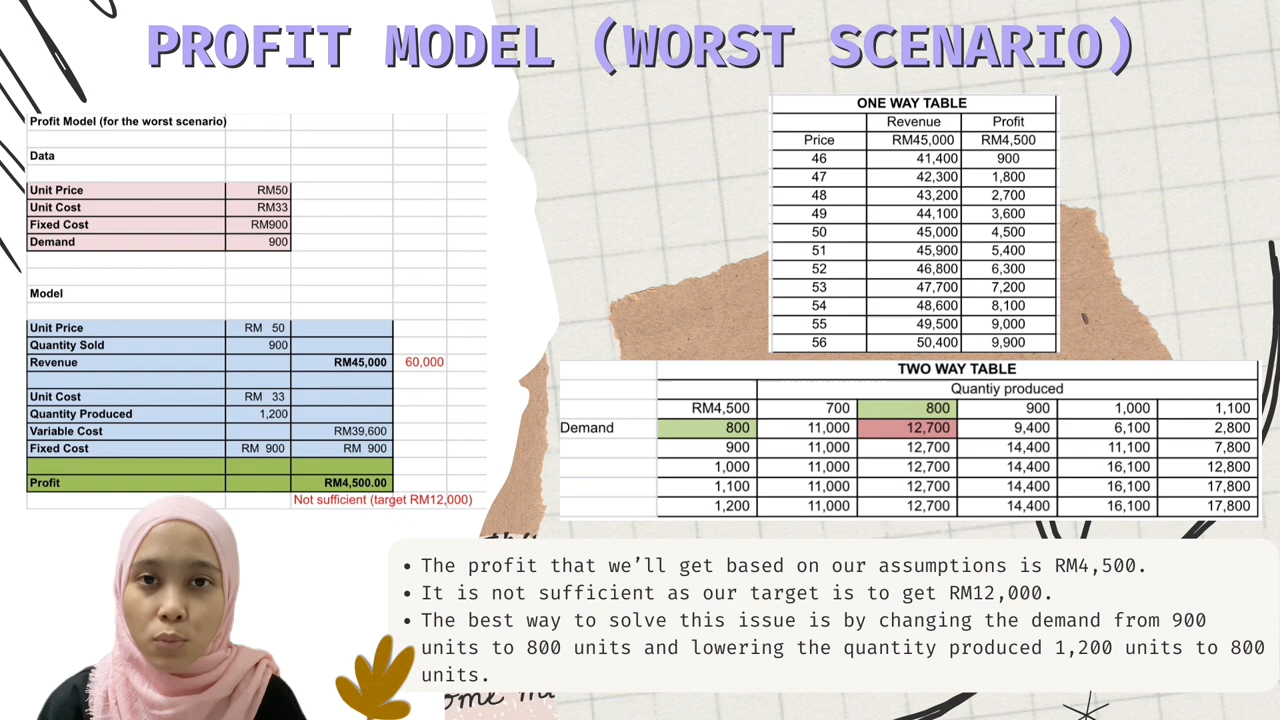 PROFIT MODEL (WORST SCENARIO)
Profit Model (for the worst scenario)
Data
Unit Price RM50
Unit Cost RM33
Fixed Cost RM900
Demand 900
Model
Unit Price RM 50
Quantity Sold 900
Revenue RM45,000 60,000
Unit Cost RM 33
Quantity Produced 1,200
Variable Cost RM39,600
Fixed Cost RM 900 RM 900
Profit RM4,500.00
Not sufficient (target RM12,000)
ONE WAY TABLE
Revenue Profit
Price RM45,000 RM4,500
46 41,400 900
47 42,300 1,800
48 43,200 2,700
49 44,100 3,600
50 45,000 4,500
51 45,900 5,400
52 46,800 6,300
53 47,700 7,200
54 48,600 8,100
55 49,500 9,000
56 50,400 9,900
TWO WAY TABLE
Quantiy produced
RM4,500 700 800 900 1,000 1,100
Demand 800 11,000 12,700 9,400 6,100 2,800
900 11,000 12,700 14,400 11,100 7,800
1,000 11,000 12,700 14,400 16,100 12,800
1,100 11,000 12,700 14,400 16,100 17,800
1,200 11,000 12,700 14,400 16,100 17,800
• The profit that we’ll get based on our assumptions is RM4,500.
• It is not sufficient as our target is to get RM12,000.
• The best way to solve this issue is by changing the demand from 900
units to 800 units and lowering the quantity produced 1,200 units to 800
units.